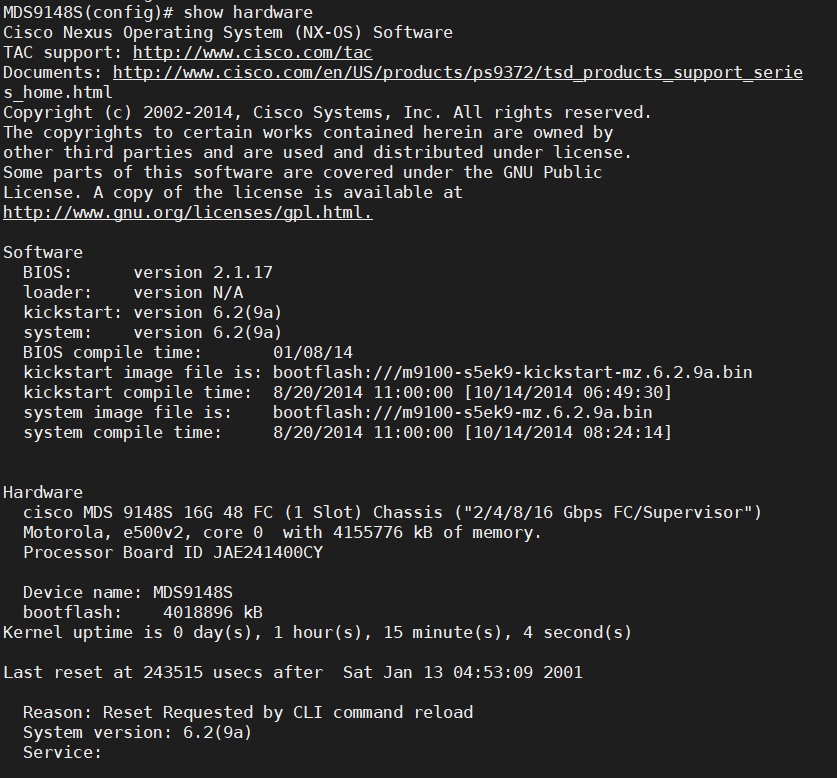 MDS9148S(config)# show hardware
Cisco Nexus Operating System (NX-OS) Software
TAC support: http://www.cisco.com/tac
Documents: http://www.cisco.com/en/US/products/ps9372/tsd_products_support_serie
s_home.html
Copyright (c) 2002-2014, Cisco Systems, Inc. All rights reserved.
The copyrights to certain works contained herein are owned by
other third parties and are used and distributed under license.
Some parts of this software are covered under the GNU Public
License. A copy of the license is available at
http://www.gnu.org/licenses/gpl.html.

Software
  BIOS:      version 2.1.17
  loader:    version N/A
  kickstart: version 6.2(9a)
  system:    version 6.2(9a)
  BIOS compile time:       01/08/14
  kickstart image file is: bootflash:///m9100-s5ek9-kickstart-mz.6.2.9a.bin
  kickstart compile time:  8/20/2014 11:00:00 [10/14/2014 06:49:30]
  system image file is:    bootflash:///m9100-s5ek9-mz.6.2.9a.bin
  system compile time:     8/20/2014 11:00:00 [10/14/2014 08:24:14]

Hardware
  cisco MDS 9148S 16G 48 FC (1 Slot) Chassis ("2/4/8/16 Gbps FC/Supervisor")
  Motorola, e500v2, core 0  with 4155776 kB of memory.
  Processor Board ID JAE241400CY

  Device name: MDS9148S
  bootflash:    4018896 kB
Kernel uptime is 0 day(s), 1 hour(s), 15 minute(s), 4 second(s)

Last reset at 243515 usecs after  Sat Jan 13 04:53:09 2001

  Reason: Reset Requested by CLI command reload
  System version: 6.2(9a)
  Service: